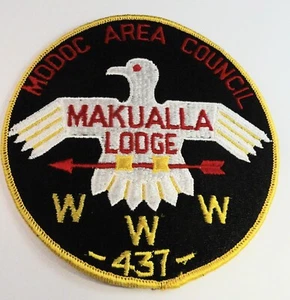 MODOC AREA COUNCIL
MAKUALLA
LODGE
W W W
-437-